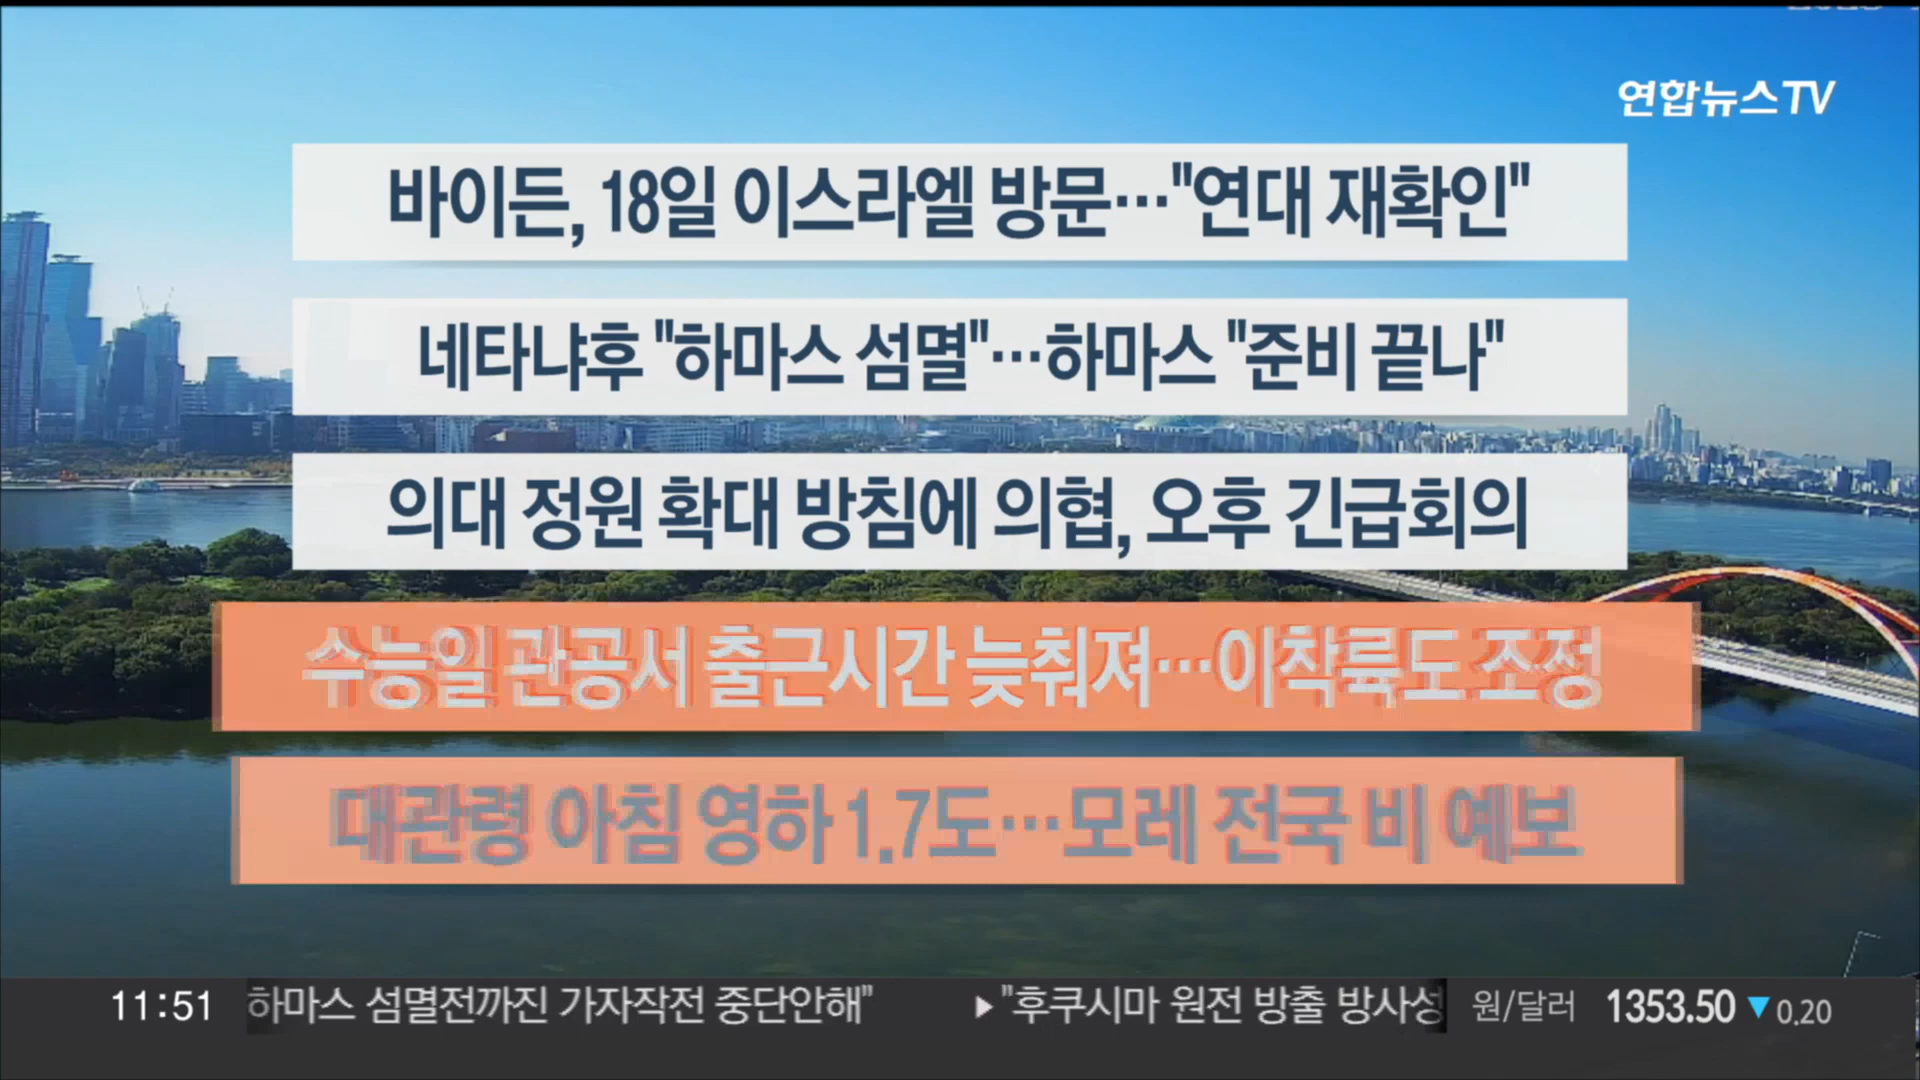 연합뉴스TV
바이든, 18일 이스라엘 방문…"연대 재확인"
네타냐후 "하마스 섬멸"…하마스 "준비 끝나"
의대 정원 확대 방침에 의협, 오후 긴급회의
수능일 관공서 출근시간 늦춰져…이착륙도 조정
대관령 아침 영하 1.7도…모레 전국 비 예보
11:51 하마스 섬멸전까진 가자작전 중단안해" ▶"후쿠시마 원전 방출 방사성 원/달러 1353.50 ▼0.20